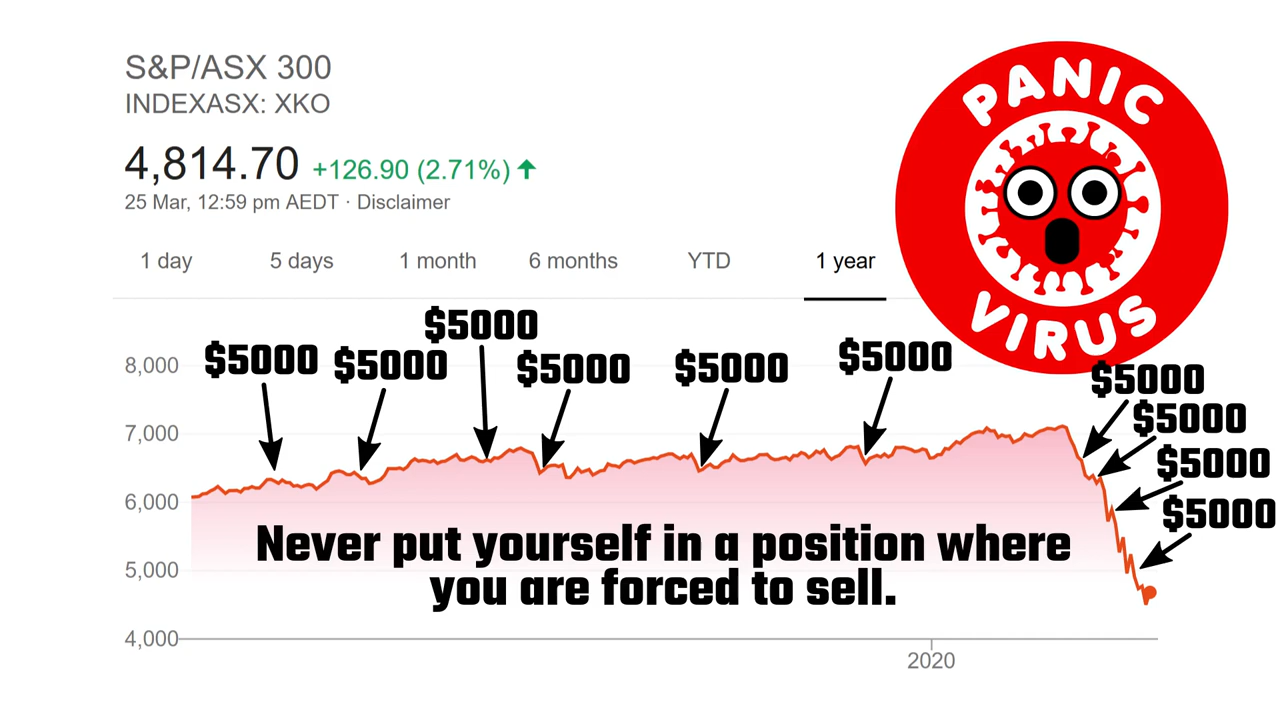 S&P/ASX 300
INDEXASX: XKO
4,814.70 +126.90 (2.71%)
25 Mar, 12:59 pm AEDT · Disclaimer
1 day 5 days 1 month 6 months YTD 1 year
PANIC
VIRUS
$5000
$5000
$5000
$5000
$5000
$5000
$5000
$5000
$5000
$5000
8,000
7,000
6,000
5,000
4,000
Never put yourself in a position where
you are forced to sell.
2020